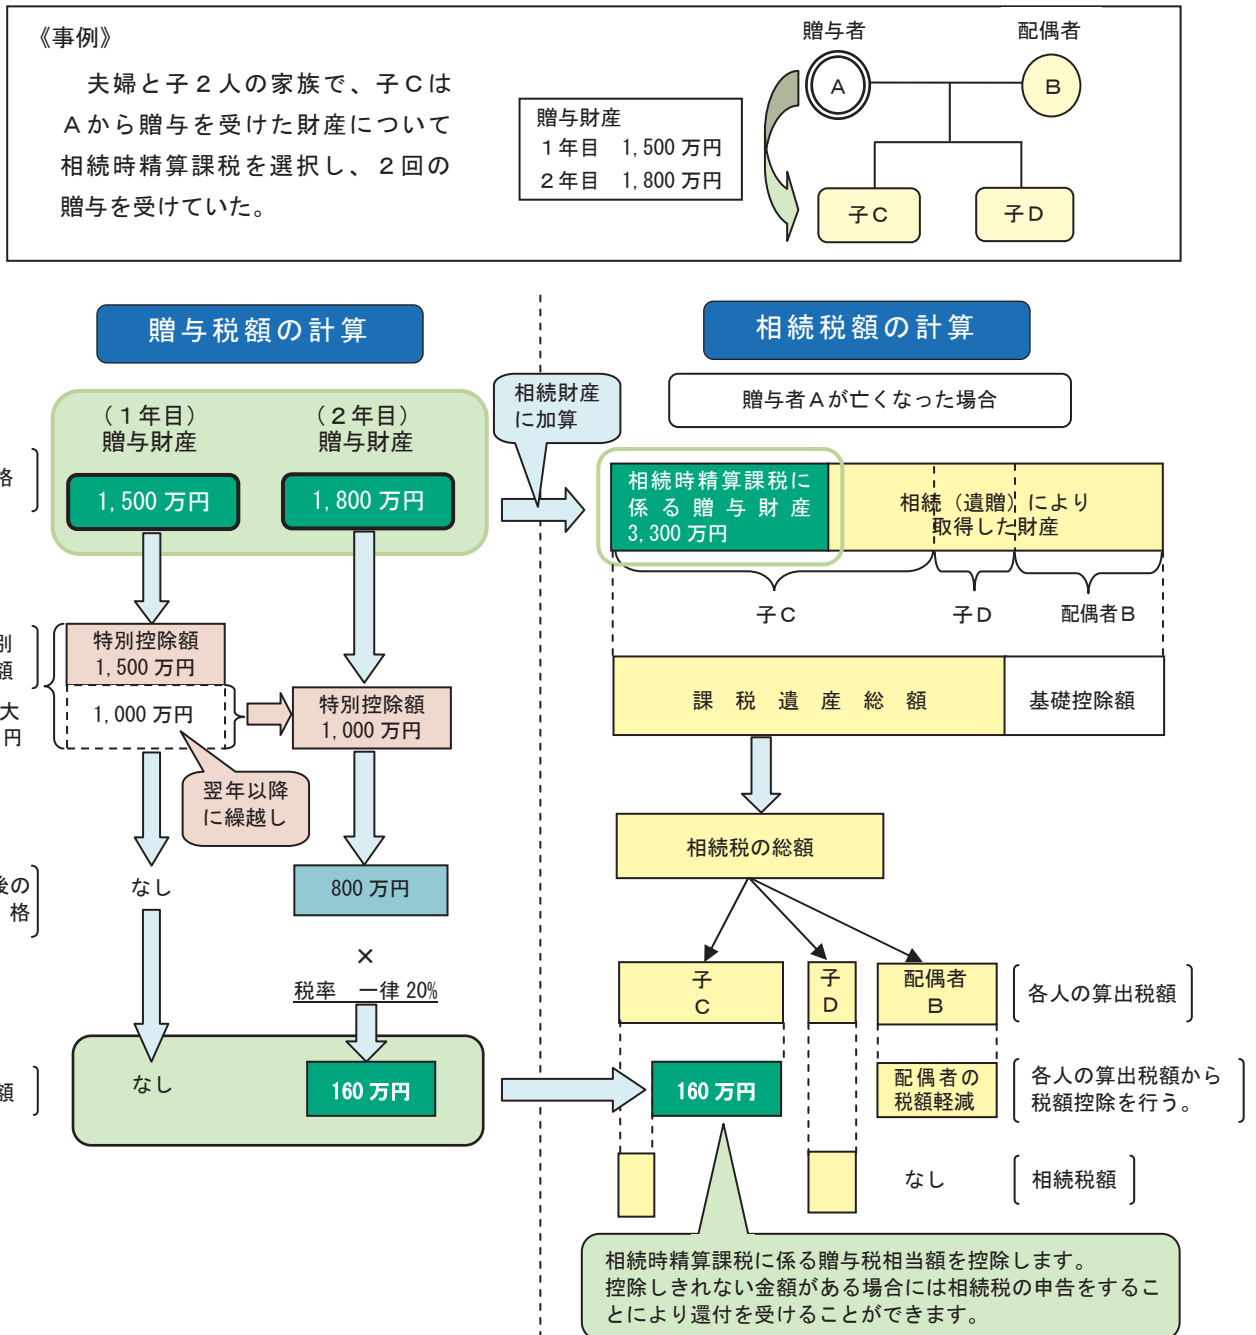 《事例》
夫婦と子２人の家族で、子Ｃは
Ａから贈与を受けた財産について
相続時精算課税を選択し、２回の
贈与を受けていた。
贈与財産
１年目　1,500 万円
２年目　1,800 万円
贈与者
配偶者
Ａ
Ｂ
子Ｃ
子Ｄ
贈与税額の計算
相続税額の計算
相続財産
に加算
贈与者Ａが亡くなった場合
（１年目）
贈与財産
（２年目）
贈与財産
格
1,500 万円
1,800 万円
相続時精算課税に
係る贈与財産
3,300 万円
相続（遺贈）により
取得した財産
子Ｃ
子Ｄ
配偶者Ｂ
別
額
大
円
特別控除額
1,500 万円
1,000 万円
特別控除額
1,000 万円
翌年以降
に繰越し
課税遺産総額
基礎控除額
相続税の総額
後の
格
なし
800 万円
×
税率　一律 20%
子
Ｃ
子
Ｄ
配偶者
Ｂ
各人の算出税額
額
なし
160 万円
160 万円
配偶者の
税額軽減
各人の算出税額から
税額控除を行う。
なし
相続税額
相続時精算課税に係る贈与税相当額を控除します。
控除しきれない金額がある場合には相続税の申告をするこ
とにより還付を受けることができます。